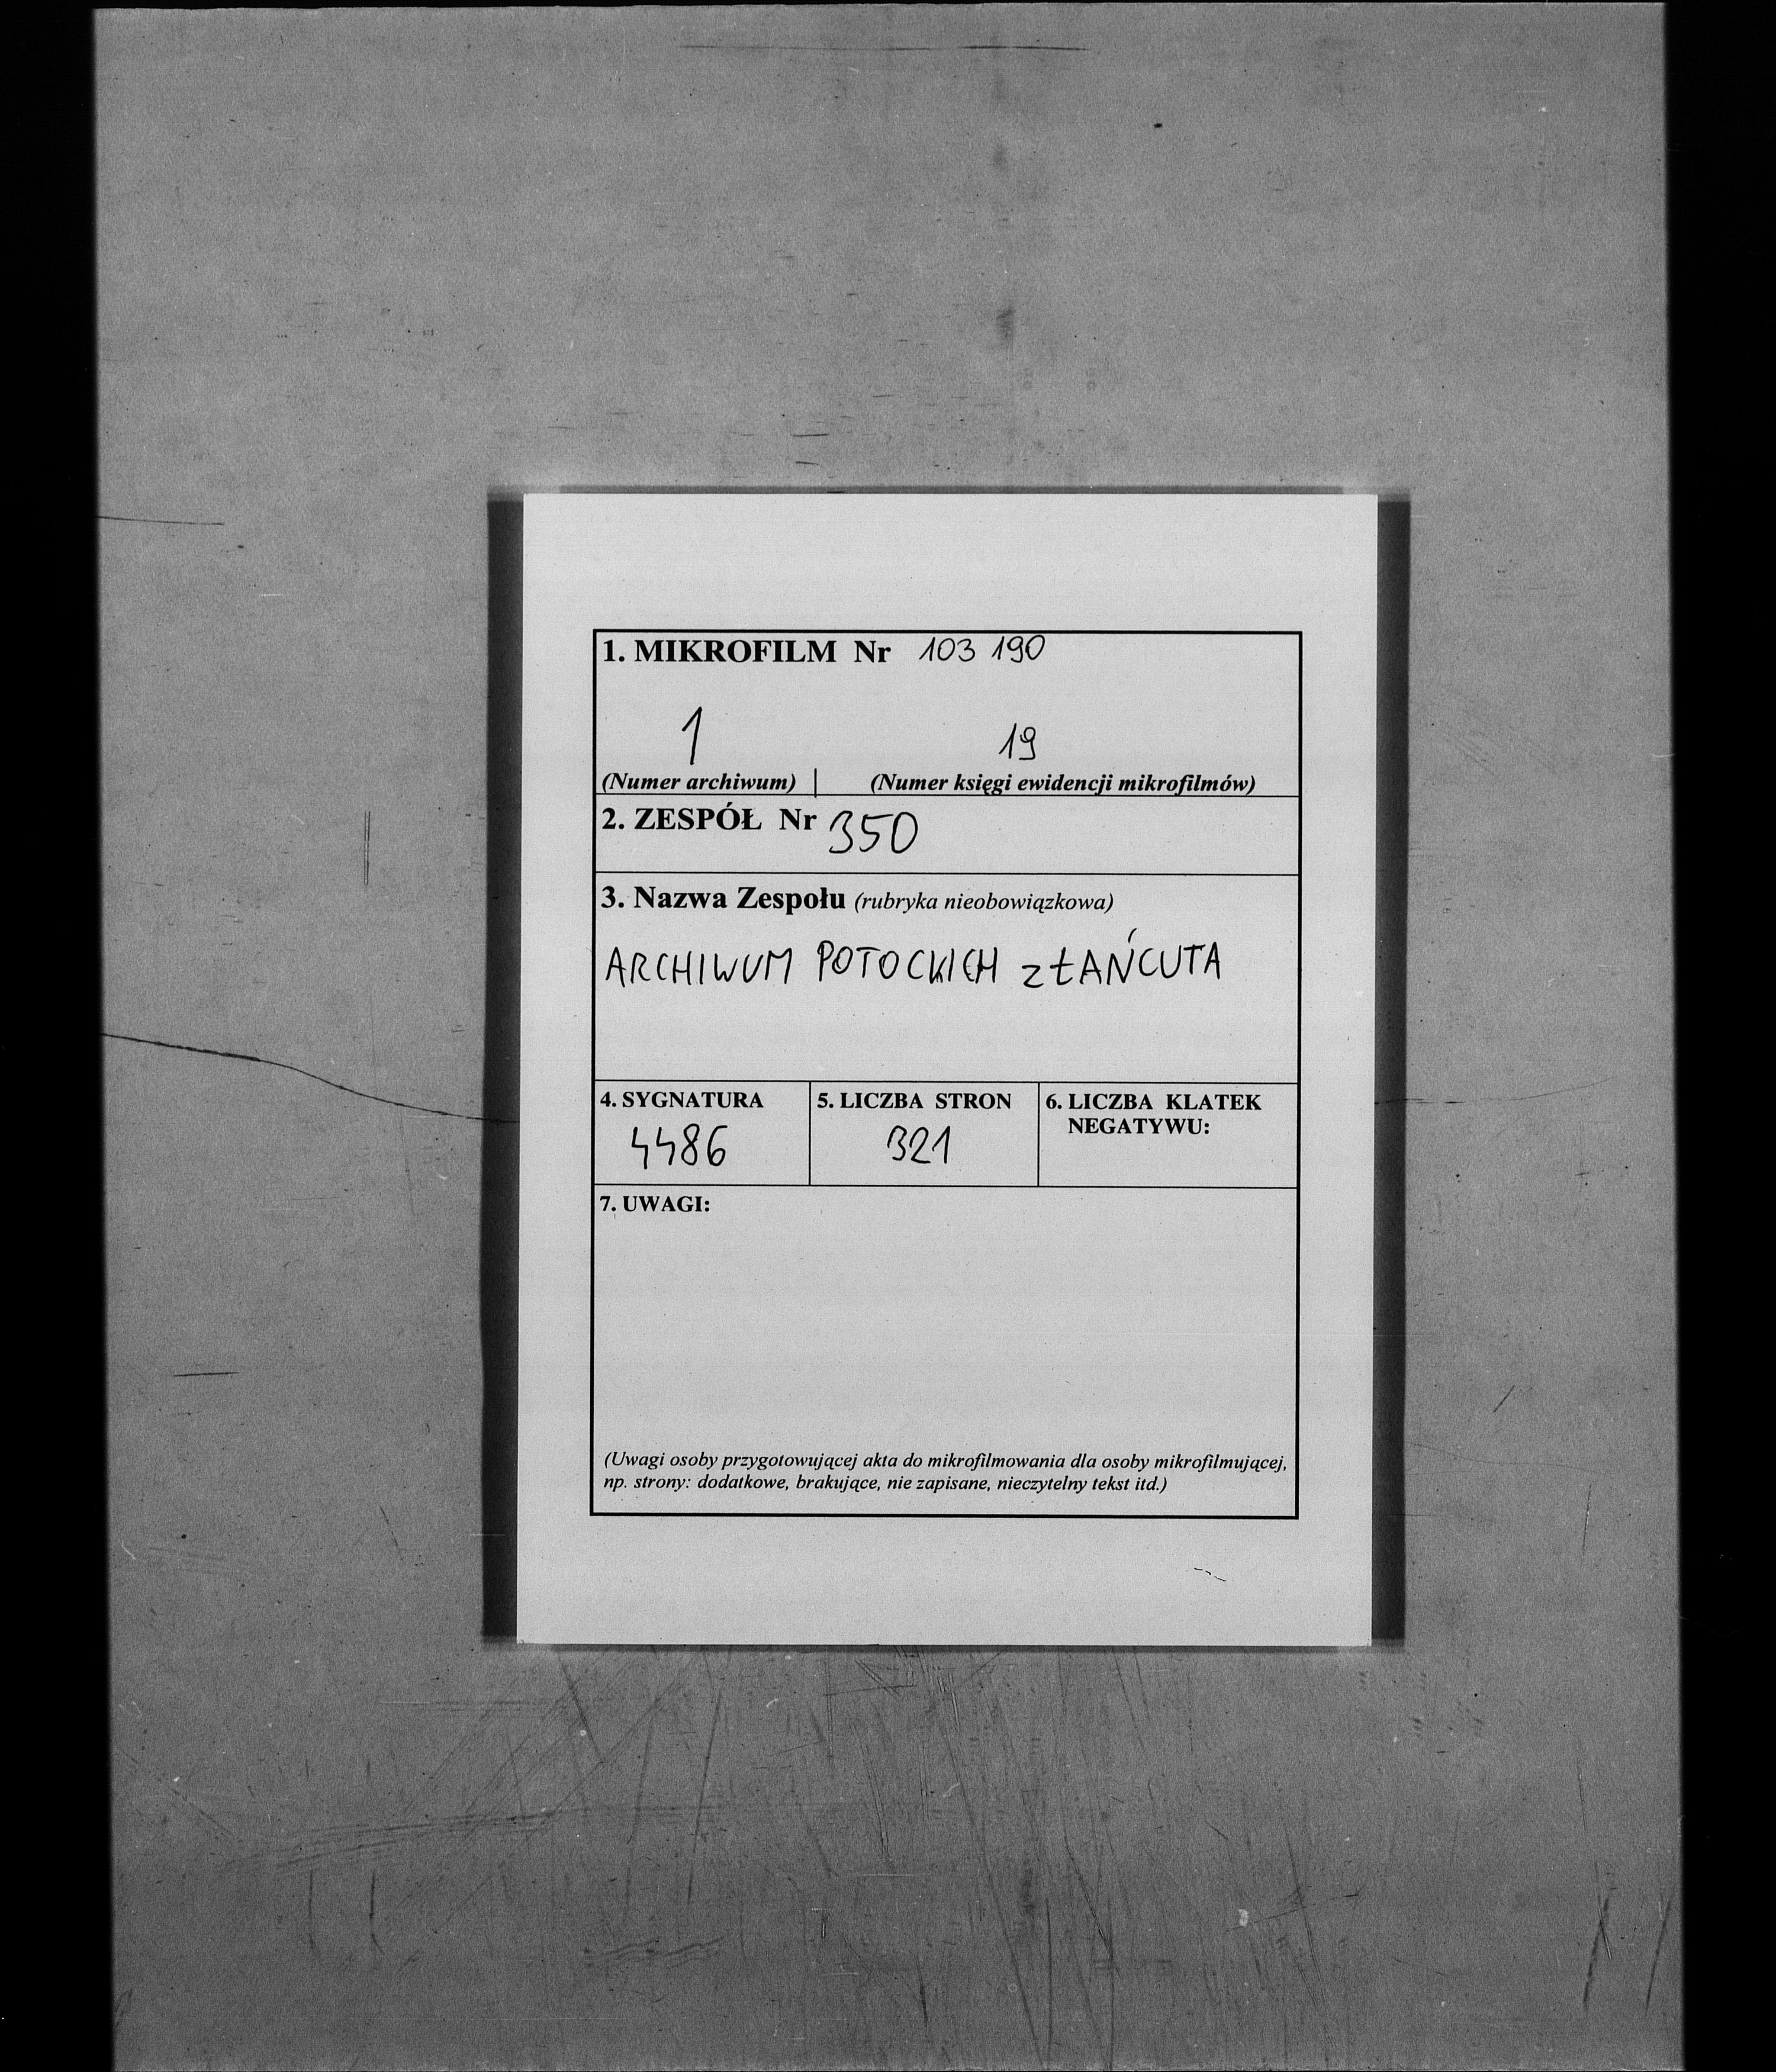 1. MIKROFILM Nr 103 190
1 19
(Numer archiwum) | (Numer księgi ewidencji mikrofilmów)
2. ZESPÓŁ Nr 350
3. Nazwa Zespołu (rubryka nieobowiązkowa)
ARCHIWUM POTOCKICH z ŁAŃCUTA
4. SYGNATURA 5. LICZBA STRON 6. LICZBA KLATEK
NEGATYWU:
4486 321
7. UWAGI:
(Uwagi osoby przygotowującej akta do mikrofilmowania dla osoby mikrofilmującej,
np. strony: dodatkowe, brakujące, nie zapisane, nieczytelny tekst itd.)